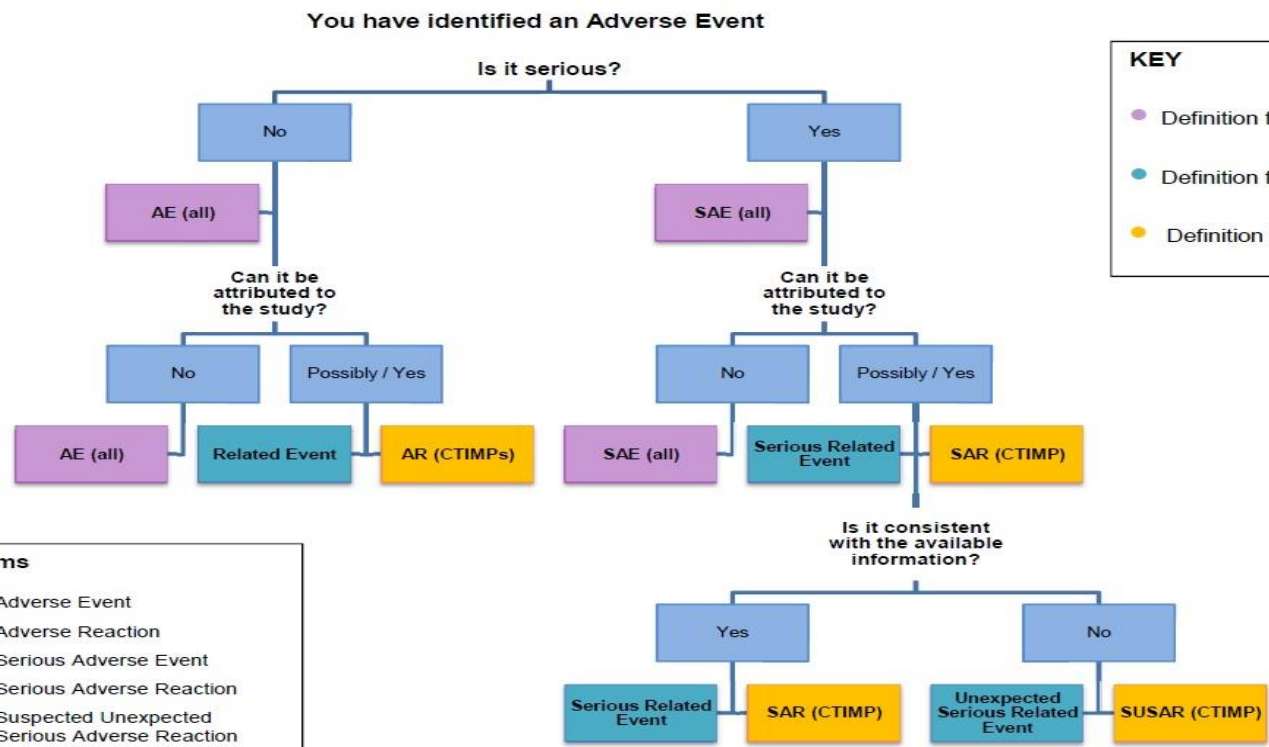 You have identified an Adverse Event
Is it serious?
KEY
Definition
Definition
Definition
No
Yes
AE (all)
SAE (all)
Can it be
attributed to
the study?
Can it be
attributed to
the study?
No
Possibly / Yes
No
Possibly / Yes
AE (all)
Related Event
AR (CTIMPs)
SAE (all)
Serious Related
Event
SAR (CTIMP)
Is it consistent
with the available
information?
Adverse Event
Adverse Reaction
Serious Adverse Event
Serious Adverse Reaction
Suspected Unexpected
Serious Adverse Reaction
Yes
No
Serious Related
Event
SAR (CTIMP)
Unexpected
Serious Related
Event
SUSAR (CTIMP)